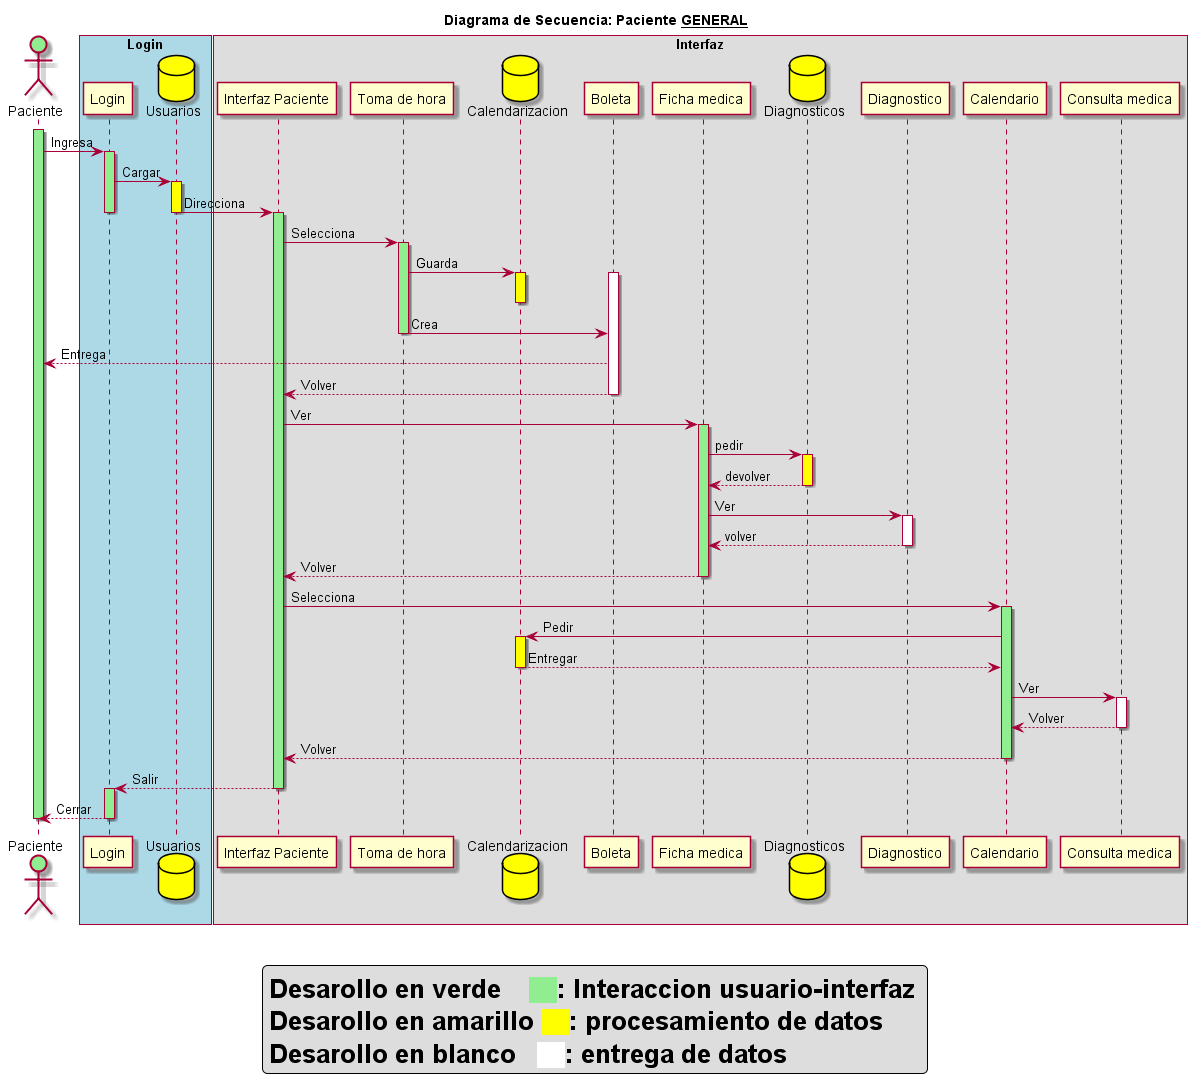 Diagrama de Secuencia: Paciente GENERAL
Login
Interfaz
Paciente
Login
Usuarios
Interfaz Paciente
Toma de hora
Calendarizacion
Boleta
Ficha medica
Diagnosticos
Diagnostico
Calendario
Consulta medica
Ingresa
Cargar
Direcciona
Selecciona
Guarda
Crea
Entrega
Volver
Ver
pedir
devolver
Ver
volver
Volver
Selecciona
Pedir
Entregar
Ver
Volver
Volver
Salir
Cerrar
Paciente
Login
Usuarios
Interfaz Paciente
Toma de hora
Calendarizacion
Boleta
Ficha medica
Diagnosticos
Diagnostico
Calendario
Consulta medica
Desarollo en verde : Interaccion usuario-interfaz
Desarollo en amarillo : procesamiento de datos
Desarollo en blanco : entrega de datos